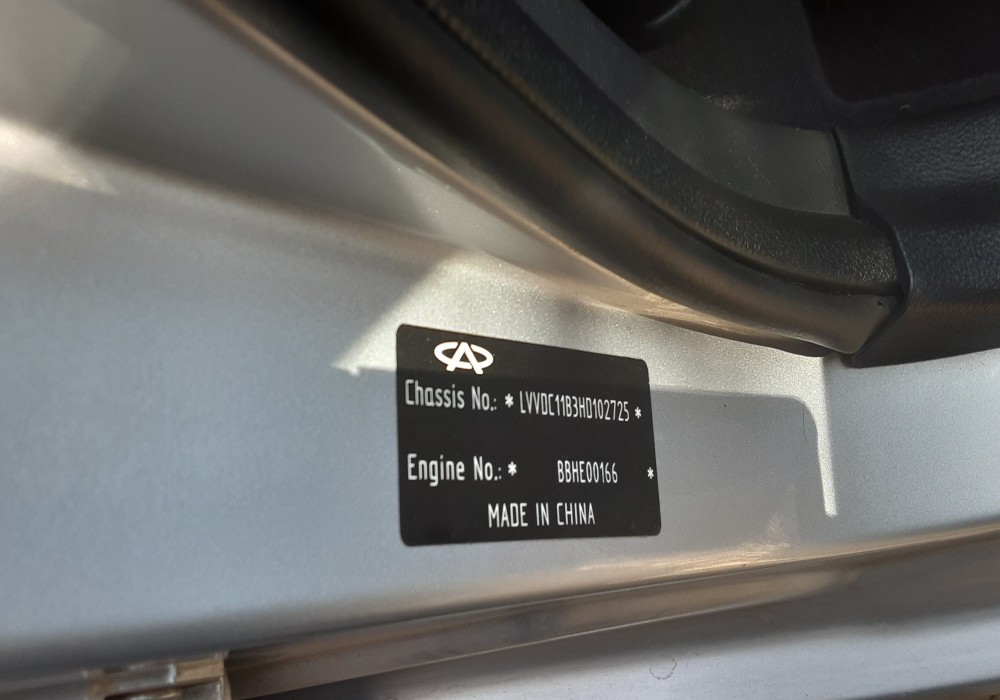 Chassis No.: * LVVDC11B3HD102725 *
Engine No.: * BBHE00166 *
MADE IN CHINA